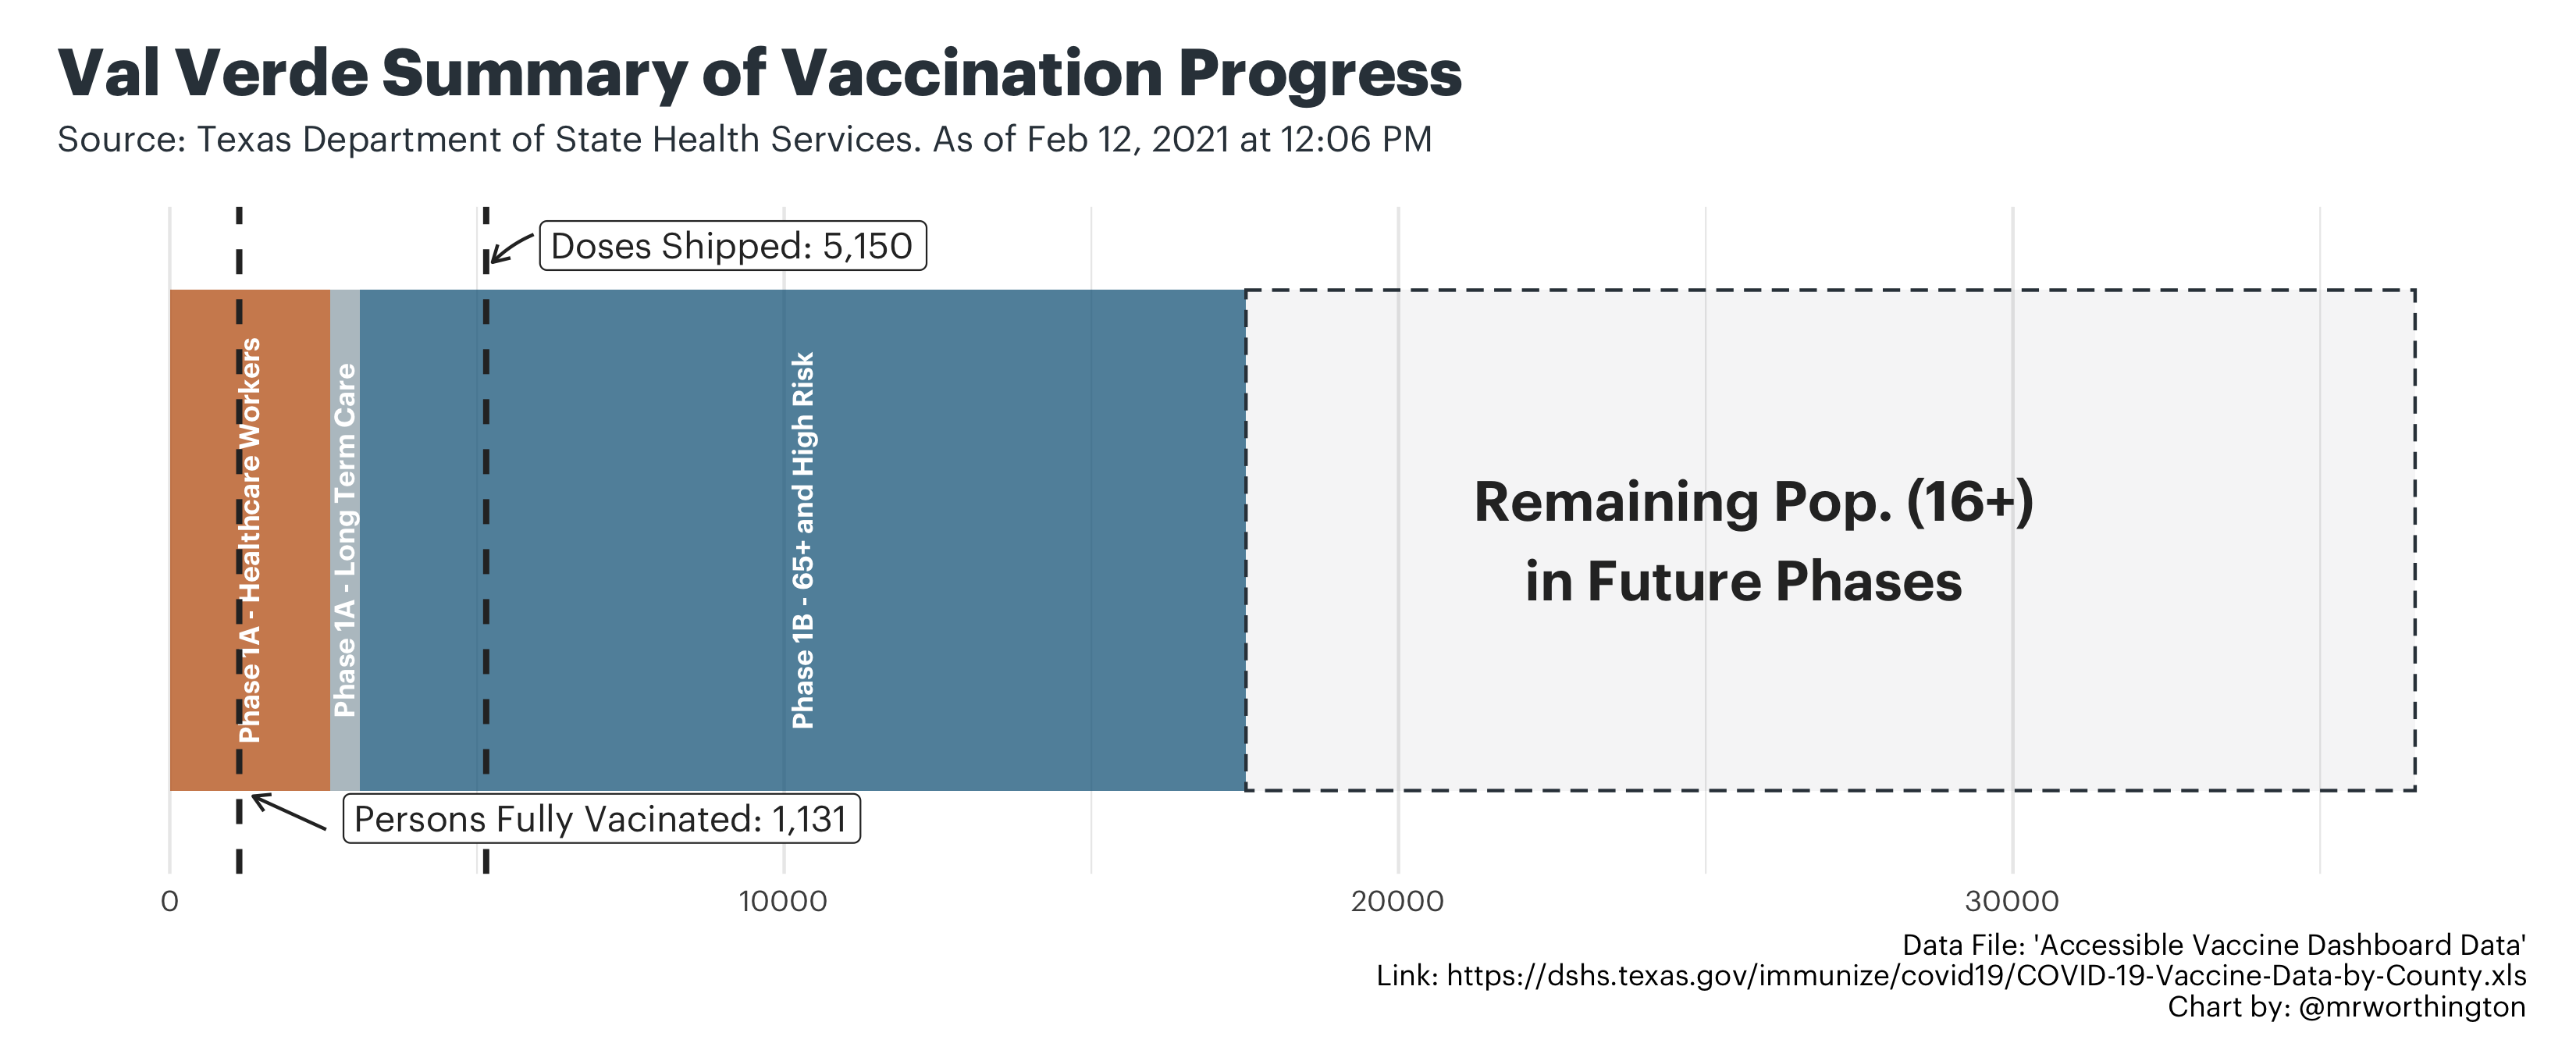 Val Verde Summary of Vaccination Progress
Source: Texas Department of State Health Services. As of Feb 12, 2021 at 12:06 PM
Doses Shipped: 5,150
Phase 1A - Healthcare Workers
Phase 1A - Long Term Care
Phase 1B - 65+ and High Risk
Remaining Pop. (16+)
in Future Phases
Persons Fully Vacinated: 1,131
0
10000
20000
30000
Data File: 'Accessible Vaccine Dashboard Data'
Link: https://dshs.texas.gov/immunize/covid19/COVID-19-Vaccine-Data-by-County.xls
Chart by: @mrworthington